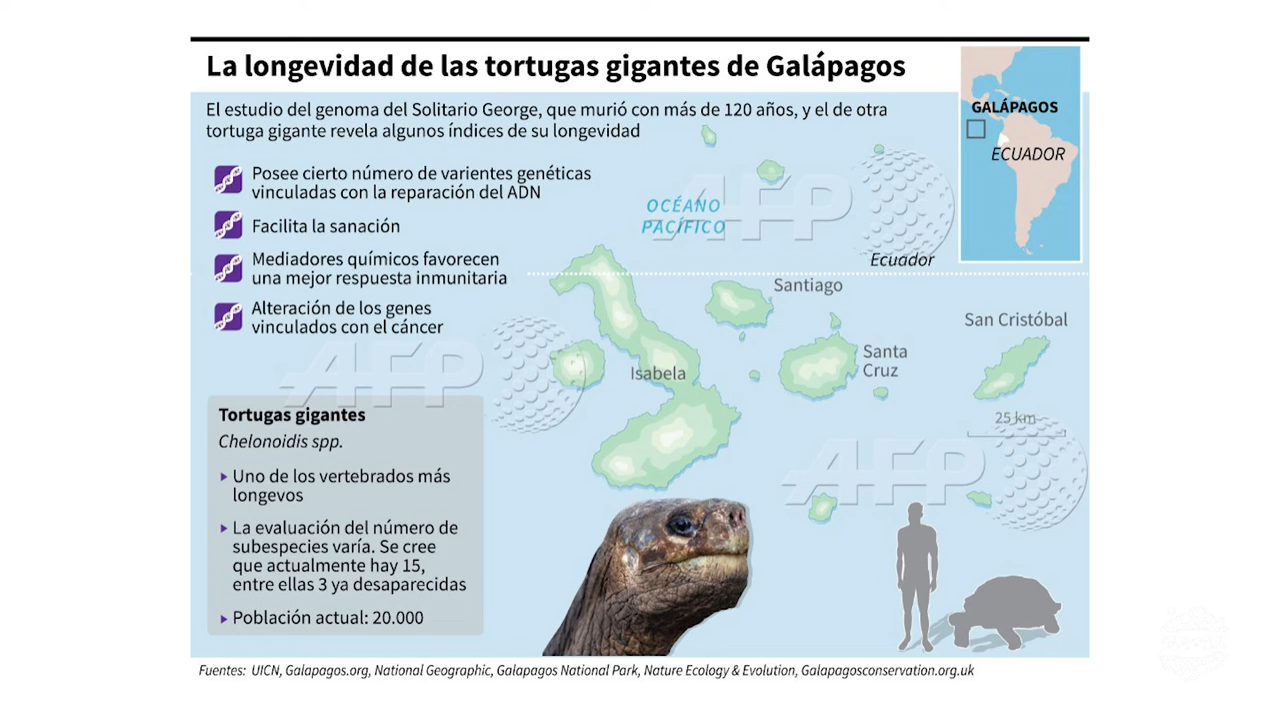 La longevidad de las tortugas gigantes de Galápagos
El estudio del genoma del Solitario George, que murió con más de 120 años, y el de otra
tortuga gigante revela algunos índices de su longevidad
Posee cierto número de varientes genéticas
vinculadas con la reparación del ADN
Facilita la sanación
Mediadores químicos favorecen
una mejor respuesta inmunitaria
Alteración de los genes
vinculados con el cáncer
Tortugas gigantes
Chelonoidis spp.
Uno de los vertebrados más
longevos
La evaluación del número de
subespecies varía. Se cree
que actualmente hay 15,
entre ellas 3 ya desaparecidas
Población actual: 20.000
GALÁPAGOS
ECUADOR
OCÉANO
PACÍFICO
Ecuador
Santiago
San Cristóbal
Santa
Cruz
Isabela
25 km
AFP
AFP
AFP
Fuentes: UICN, Galapagos.org, National Geographic, Galapagos National Park, Nature Ecology & Evolution, Galapagosconservation.org.uk